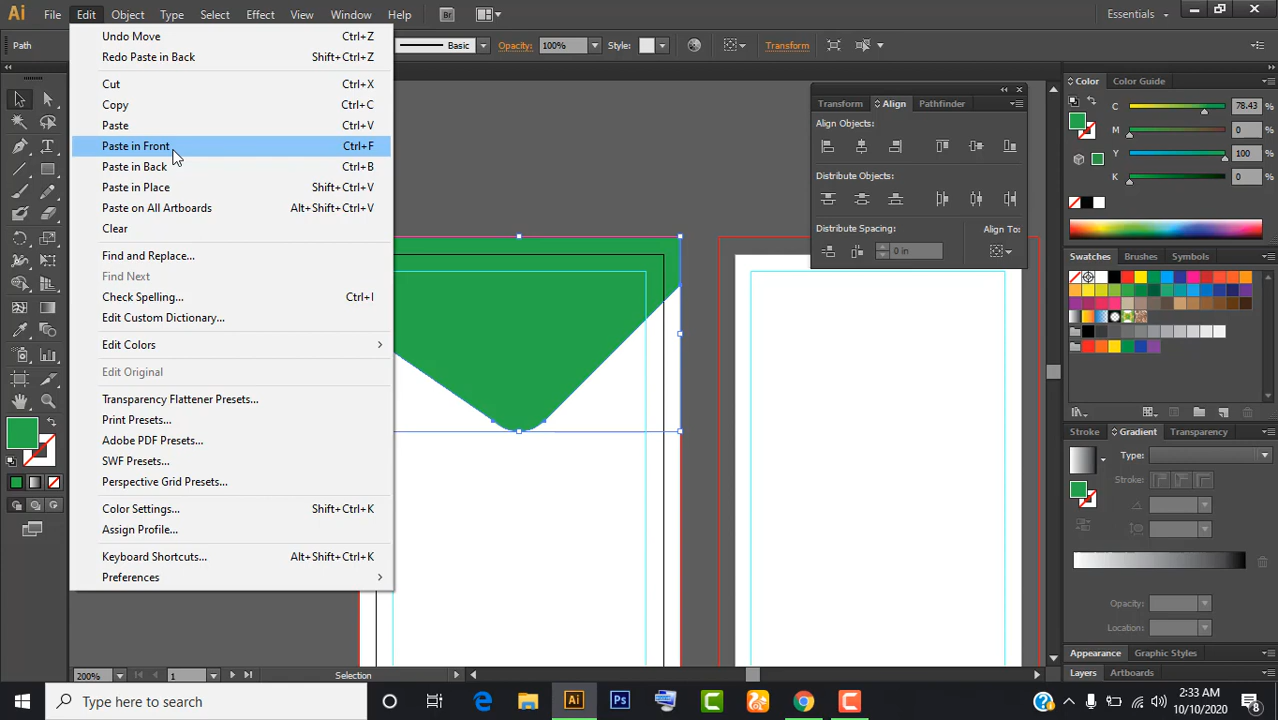 Ai File Edit Object Type Select Effect View Window Help Br Essentials
Path Basic Opacity: 100% Style: Transform
Undo Move Ctrl+Z
Redo Paste in Back Shift+Ctrl+Z
Cut Ctrl+X
Copy Ctrl+C
Paste Ctrl+V
Paste in Front Ctrl+F
Paste in Back Ctrl+B
Paste in Place Shift+Ctrl+V
Paste on All Artboards Alt+Shift+Ctrl+V
Clear
Find and Replace...
Find Next
Check Spelling... Ctrl+I
Edit Custom Dictionary...
Edit Colors
Edit Original
Transparency Flattener Presets...
Print Presets...
Adobe PDF Presets...
SWF Presets...
Perspective Grid Presets...
Color Settings... Shift+Ctrl+K
Assign Profile...
Keyboard Shortcuts... Alt+Shift+Ctrl+K
Preferences
Transform Align Pathfinder
Align Objects:
Distribute Objects:
Distribute Spacing: Align To:
0 in
Color Color Guide
C 78.43 %
M 0 %
Y 100 %
K 0 %
Swatches Brushes Symbols
Stroke Gradient Transparency
Type:
Stroke:
Opacity: %
Location: %
Appearance Graphic Styles
Layers Artboards
200% 1 Selection
Type here to search
Ai Ps
2:33 AM
10/10/2020
8